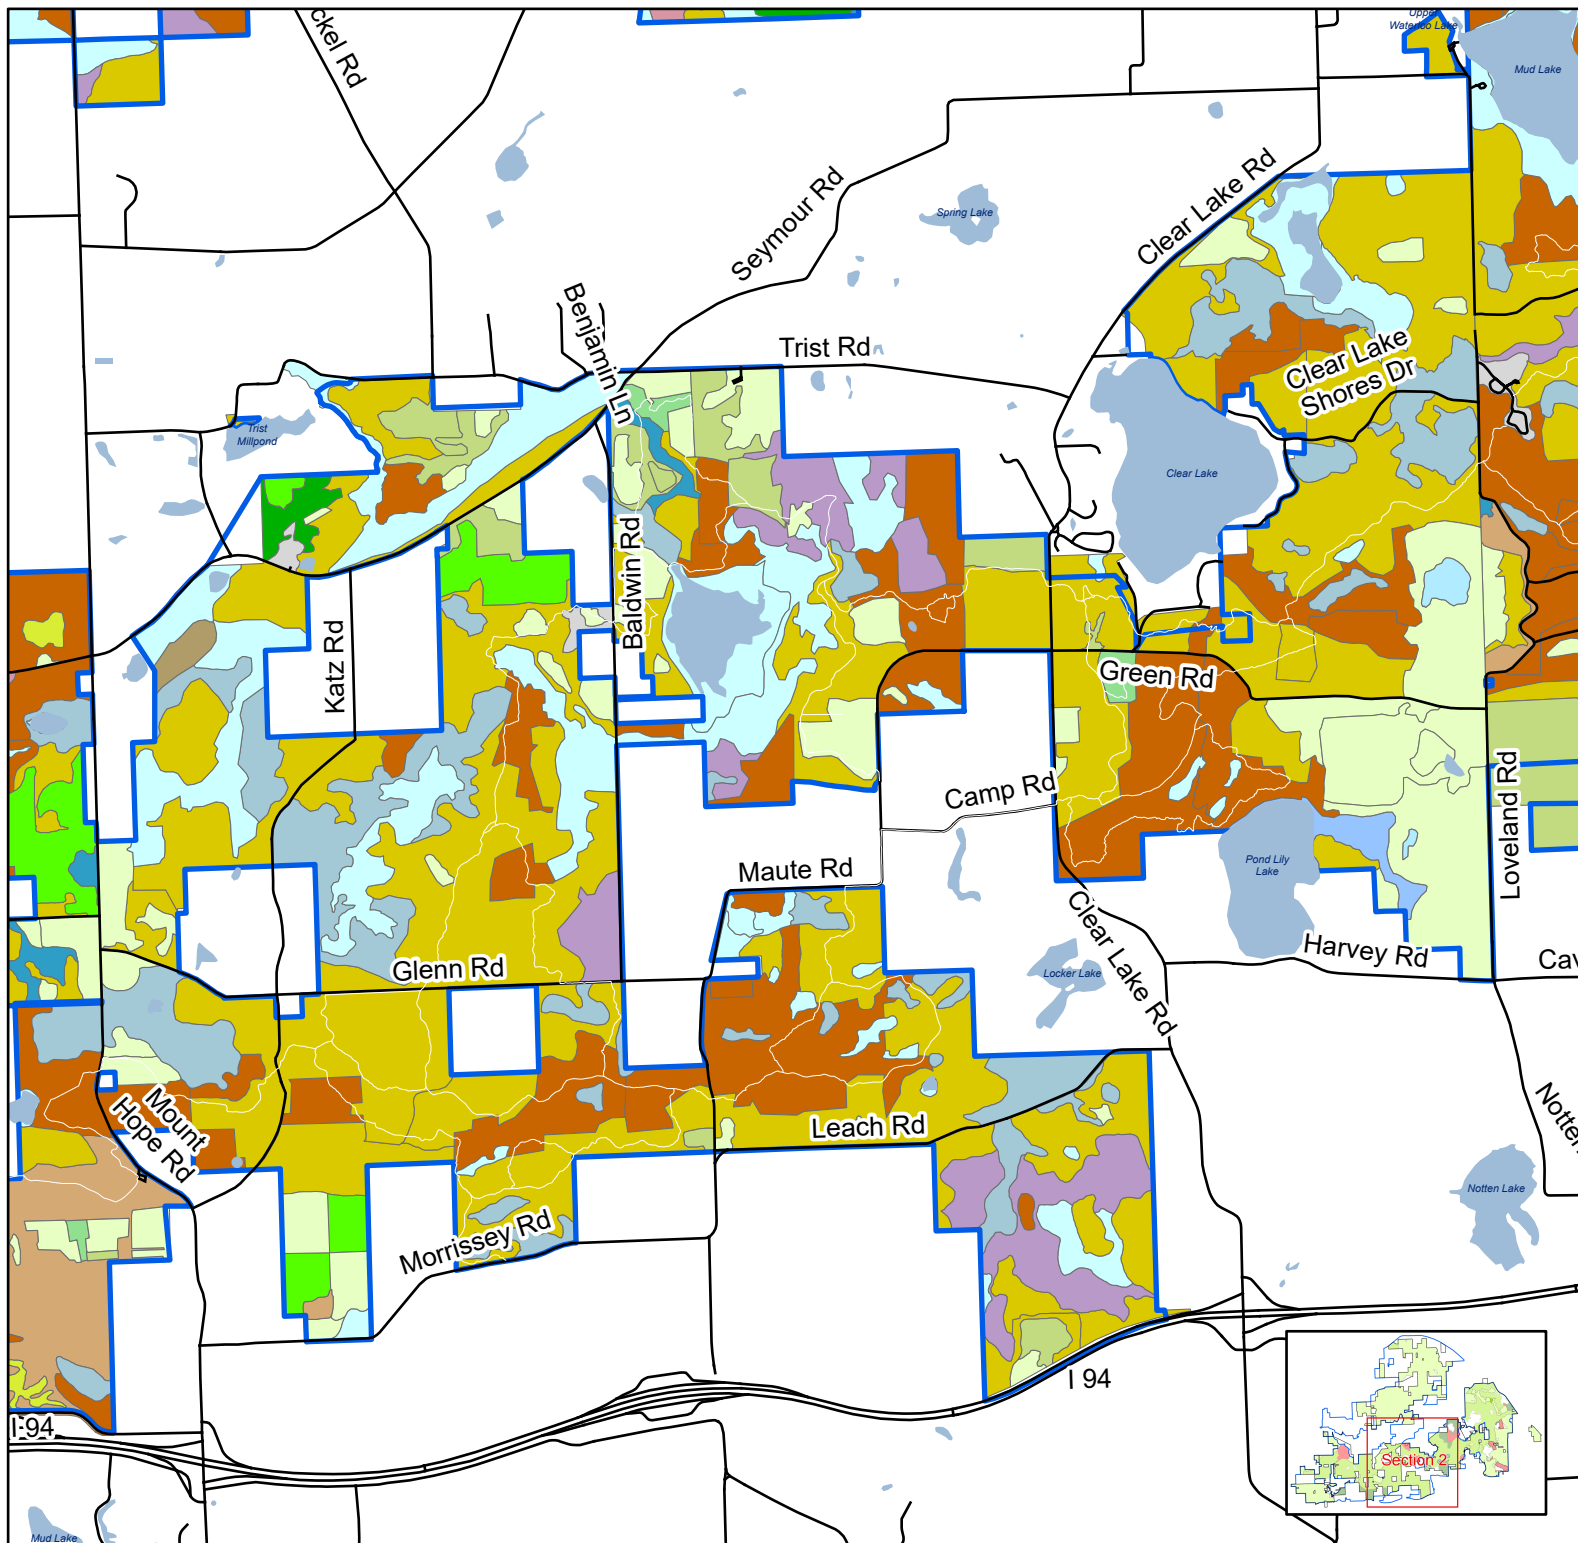 ckel Rd
Upper
Waterloo Lake
Mud Lake
Seymour Rd
Spring Lake
Clear Lake Rd
Benjamin Ln
Trist Rd
Clear Lake
Shores Dr
Trist
Millpond
Clear Lake
Baldwin Rd
Katz Rd
Green Rd
Camp Rd
Loveland Rd
Maute Rd
Pond Lily
Lake
Clear Lake Rd
Harvey Rd
Cav
Glenn Rd
Locker Lake
Mount
Hope Rd
Leach Rd
Notten
Notten Lake
Morrissey Rd
I 94
I 94
Section 2
Mud Lake